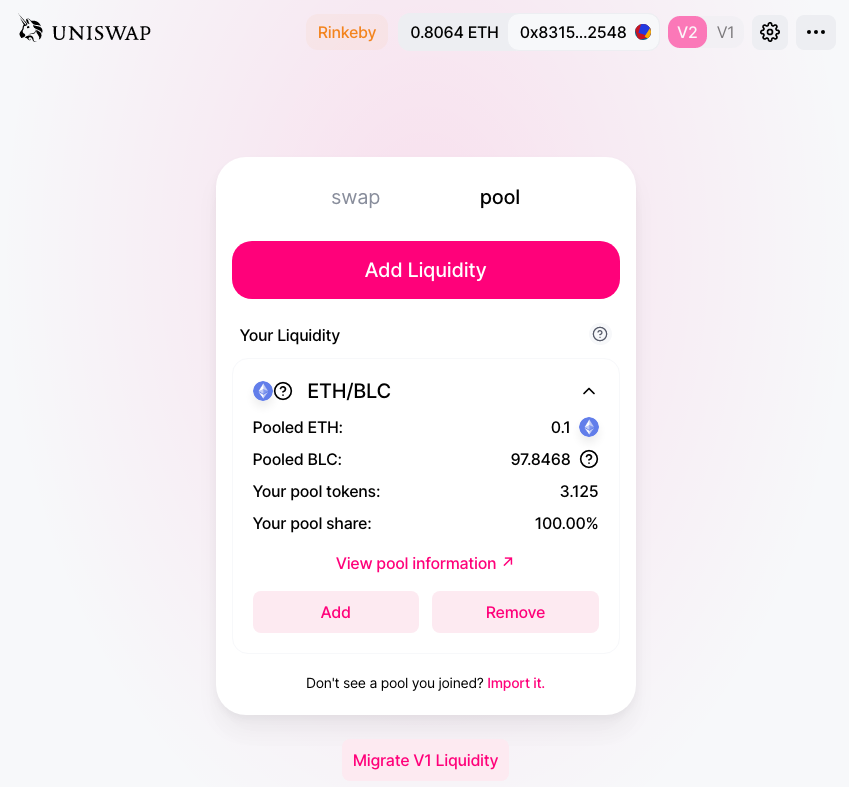 UNISWAP Rinkeby 0.8064 ETH 0x8315...2548 V2 V1
swap pool
Add Liquidity
Your Liquidity
ETH/BLC
Pooled ETH: 0.1
Pooled BLC: 97.8468
Your pool tokens: 3.125
Your pool share: 100.00%
View pool information ↗
Add Remove
Don't see a pool you joined? Import it.
Migrate V1 Liquidity